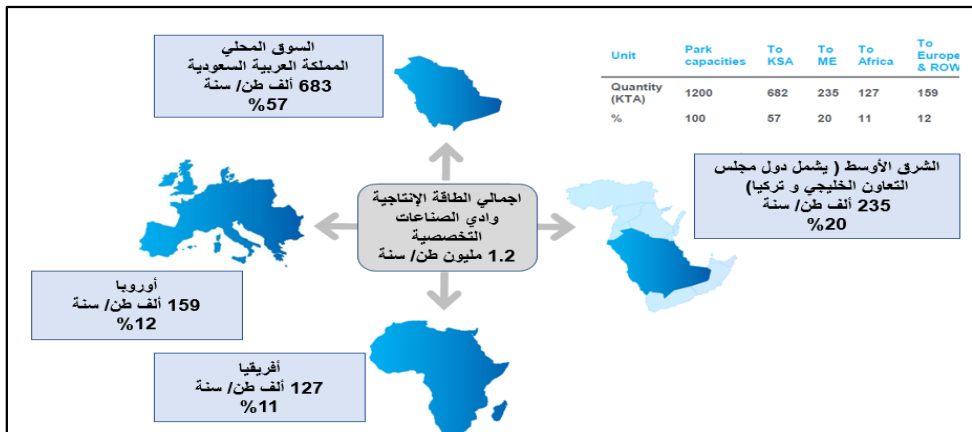 السوق المحلي
المملكة العربية السعودية
683 ألف طن/ سنة
%57
Unit Park capacities To KSA To ME To Africa To Europe & ROW
Quantity (KTA) 1200 682 235 127 159
% 100 57 20 11 12
الشرق الأوسط ( يشمل دول مجلس
التعاون الخليجي و تركيا)
235 ألف طن/ سنة
%20
اجمالي الطاقة الإنتاجية
وادي الصناعات
التخصصية
1.2 مليون طن/ سنة
أوروبا
159 ألف طن/ سنة
%12
أفريقيا
127 ألف طن/ سنة
%11